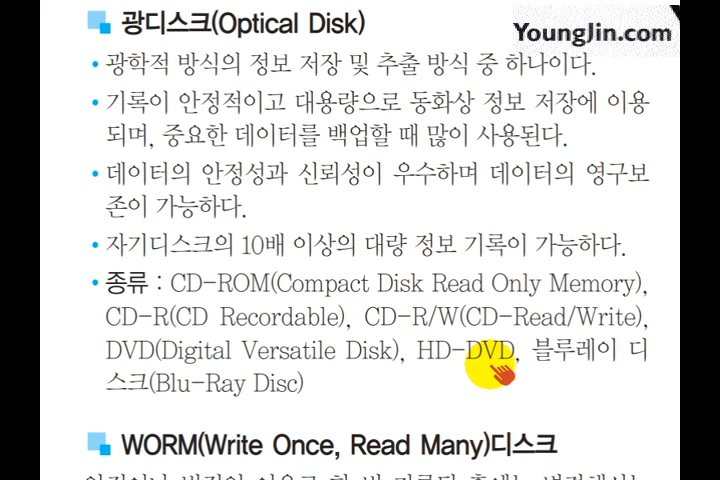 YoungJin.com
광디스크(Optical Disk)
• 광학적 방식의 정보 저장 및 추출 방식 중 하나이다.
• 기록이 안정적이고 대용량으로 동화상 정보 저장에 이용
되며, 중요한 데이터를 백업할 때 많이 사용된다.
• 데이터의 안정성과 신뢰성이 우수하며 데이터의 영구보
존이 가능하다.
• 자기디스크의 10배 이상의 대량 정보 기록이 가능하다.
• 종류 : CD-ROM(Compact Disk Read Only Memory),
CD-R(CD Recordable), CD-R/W(CD-Read/Write),
DVD(Digital Versatile Disk), HD-DVD, 블루레이 디
스크(Blu-Ray Disc)
WORM(Write Once, Read Many)디스크